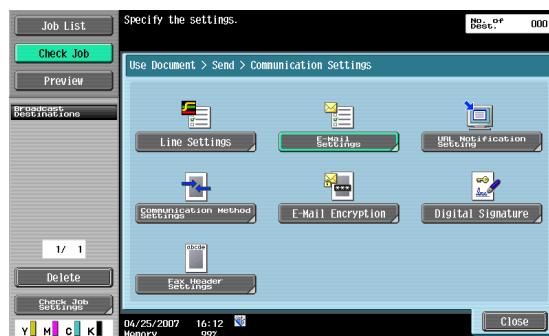 Job List
Specify the settings.
No. of
Dest.
000
Check Job
Use Document > Send > Communication Settings
Preview
Broadcast
Destinations
Line Settings
E-Mail
Settings
URL Notification
Setting
Communication Method
Settings
E-Mail Encryption
Digital Signature
abcde
Fax Header
Settings
1/ 1
Delete
Check Job
Settings
Close
Y M C K
04/25/2007 16:12
Memory 99%